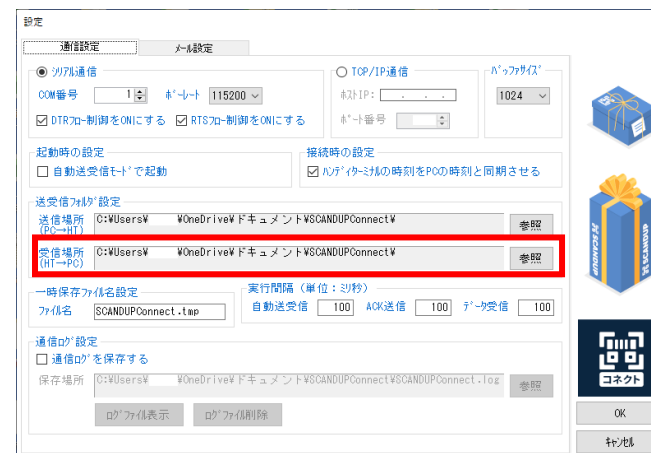 設定
通信設定 ﾒｰﾙ設定
ｼﾘｱﾙ通信
COM番号 1 ﾎﾞｰﾚｰﾄ 115200
DTRﾌﾛｰ制御をONにする RTSﾌﾛｰ制御をONにする
TCP/IP通信
ﾎｽﾄIP: . . .
ﾎﾟｰﾄ番号
ﾊﾞｯﾌｧｻｲｽﾞ
1024
起動時の設定
自動送受信ﾓｰﾄﾞで起動
接続時の設定
ﾊﾝﾃﾞｨﾀｰﾐﾅﾙの時刻をPCの時刻と同期させる
送受信ﾌｫﾙﾀﾞ設定
送信場所 C:¥Users¥ ¥OneDrive¥ドキュメント¥SCANDUPConnect¥ 参照
(PC→HT)
受信場所 C:¥Users¥ ¥OneDrive¥ドキュメント¥SCANDUPConnect¥ 参照
(HT→PC)
一時保存ﾌｧｲﾙ名設定
ﾌｧｲﾙ名 SCANDUPConnect.tmp
実行間隔 (単位：ﾐﾘ秒)
自動送受信 100 ACK送信 100 ﾃﾞｰﾀ受信 100
通信ﾛｸﾞ設定
通信ﾛｸﾞを保存する
保存場所 C:¥Users¥ ¥OneDrive¥ドキュメント¥SCANDUPConnect¥SCANDUPConnect.log 参照
ﾛｸﾞﾌｧｲﾙ表示 ﾛｸﾞﾌｧｲﾙ削除
SCANDUP
SCANDUP
コネクト
OK
ｷｬﾝｾﾙ